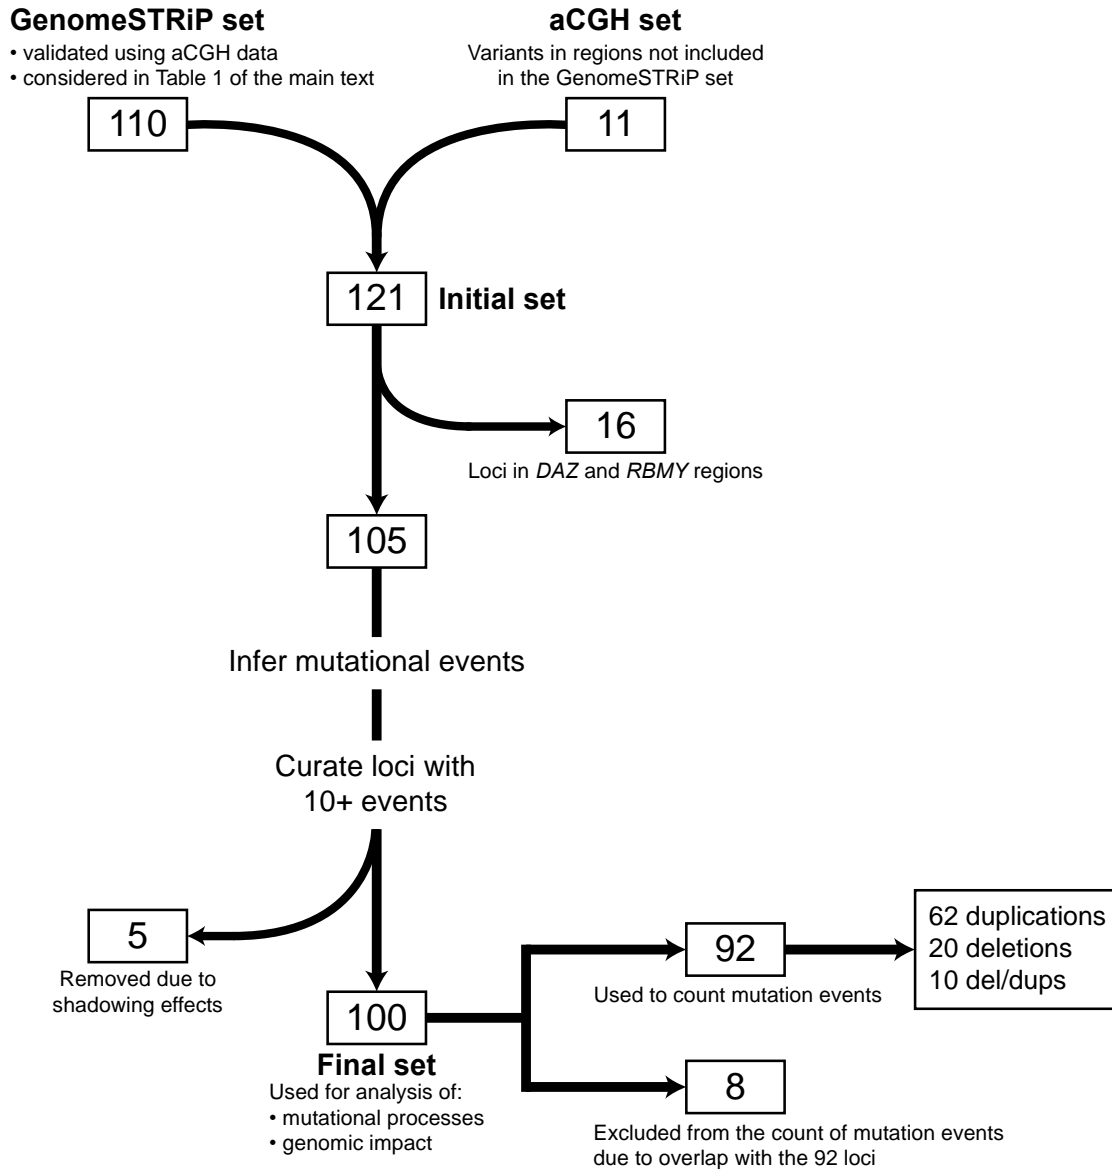 GenomeSTRiP set
• validated using aCGH data
• considered in Table 1 of the main text
110
aCGH set
Variants in regions not included
in the GenomeSTRiP set
11
121
Initial set
16
Loci in DAZ and RBMY regions
105
Infer mutational events
Curate loci with
10+ events
5
Removed due to
shadowing effects
100
Final set
Used for analysis of:
• mutational processes
• genomic impact
92
Used to count mutation events
62 duplications
20 deletions
10 del/dups
8
Excluded from the count of mutation events
due to overlap with the 92 loci